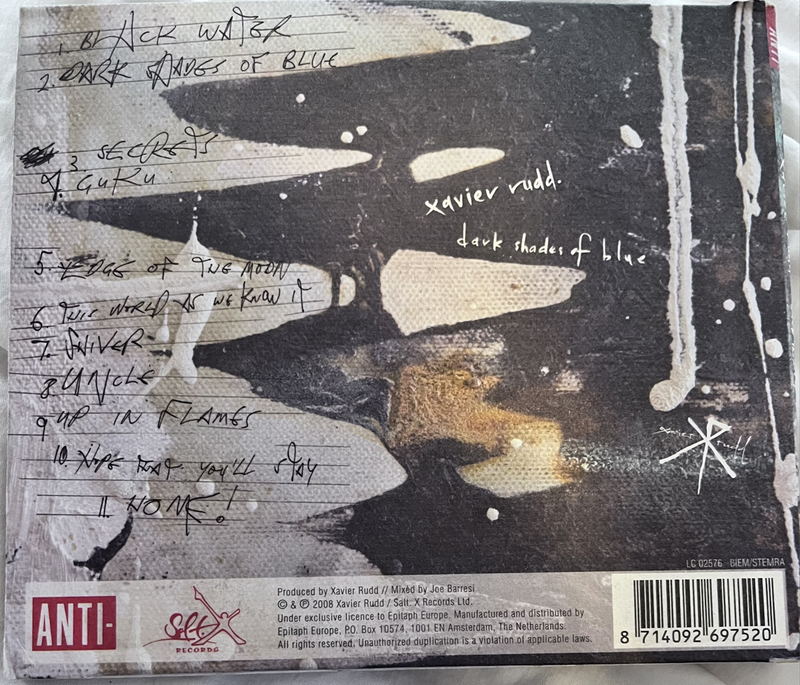 1. BLACK WATER
2. DARK SHADES OF BLUE
3. SECRETS
4. GUKU
xavier rudd.
dark shades of blue
5. EDGE OF THE MOON
6. THIS WORLD AS WE KNOW IT
7. SHIVER
8. UNCLE
9 UP IN FLAMES
10. HOPE THAT YOU'LL STAY
11. HOME!
xavier rudd
LC 02576 BIEM/STEMRA
ANTI-
Salt. X
RECORDS
Produced by Xavier Rudd // Mixed by Joe Barresi
© & ℗ 2008 Xavier Rudd / Salt. X Records Ltd.
Under exclusive licence to Epitaph Europe. Manufactured and distributed by
Epitaph Europe, P.O. Box 10574, 1001 EN Amsterdam, The Netherlands.
All rights reserved. Unauthorized duplication is a violation of applicable laws.
8 714092 697520